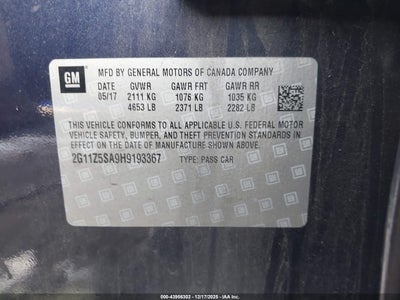 GM
MFD BY GENERAL MOTORS OF CANADA COMPANY
DATE GVWR GAWR FRT GAWR RR
05/17 2111 KG 1076 KG 1035 KG
4653 LB 2371 LB 2282 LB
THIS VEHICLE CONFORMS TO ALL APPLICABLE U.S. FEDERAL MOTOR
VEHICLE SAFETY, BUMPER, AND THEFT PREVENTION STANDARDS IN
EFFECT ON THE DATE OF MANUFACTURE SHOWN ABOVE.
2G11Z5SA9H9193367 TYPE: PASS CAR
000-43956302 - 12/17/2025 - IAA Inc.